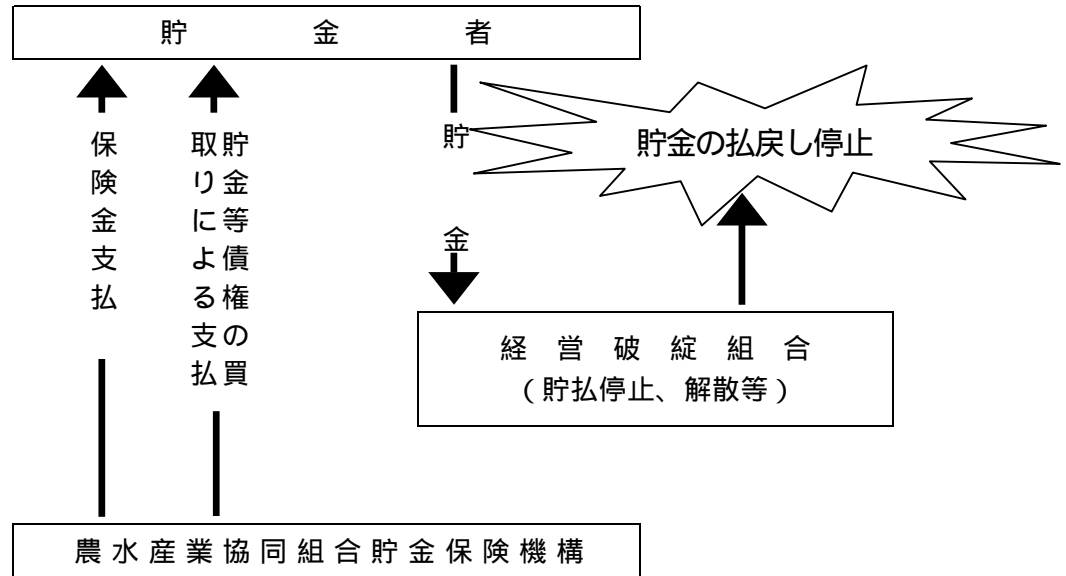 貯金者
保険金支払
貯金等債権の買
取りによる支払
貯金
貯金の払戻し停止
経営破綻組合
(貯払停止、解散等)
農水産業協同組合貯金保険機構